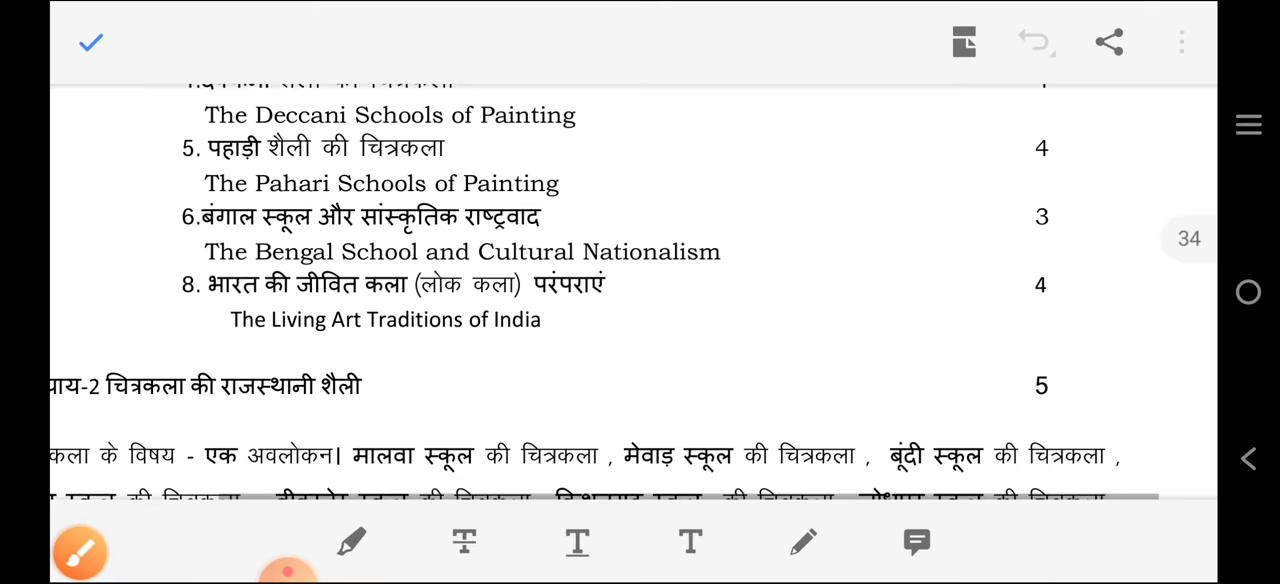 The Deccani Schools of Painting
5. पहाड़ी शैली की चित्रकला 4
The Pahari Schools of Painting
6.बंगाल स्कूल और सांस्कृतिक राष्ट्रवाद 3
The Bengal School and Cultural Nationalism
34
8. भारत की जीवित कला (लोक कला) परंपराएं 4
The Living Art Traditions of India
याय-2 चित्रकला की राजस्थानी शैली 5
कला के विषय - एक अवलोकन। मालवा स्कूल की चित्रकला , मेवाड़ स्कूल की चित्रकला , बूंदी स्कूल की चित्रकला ,